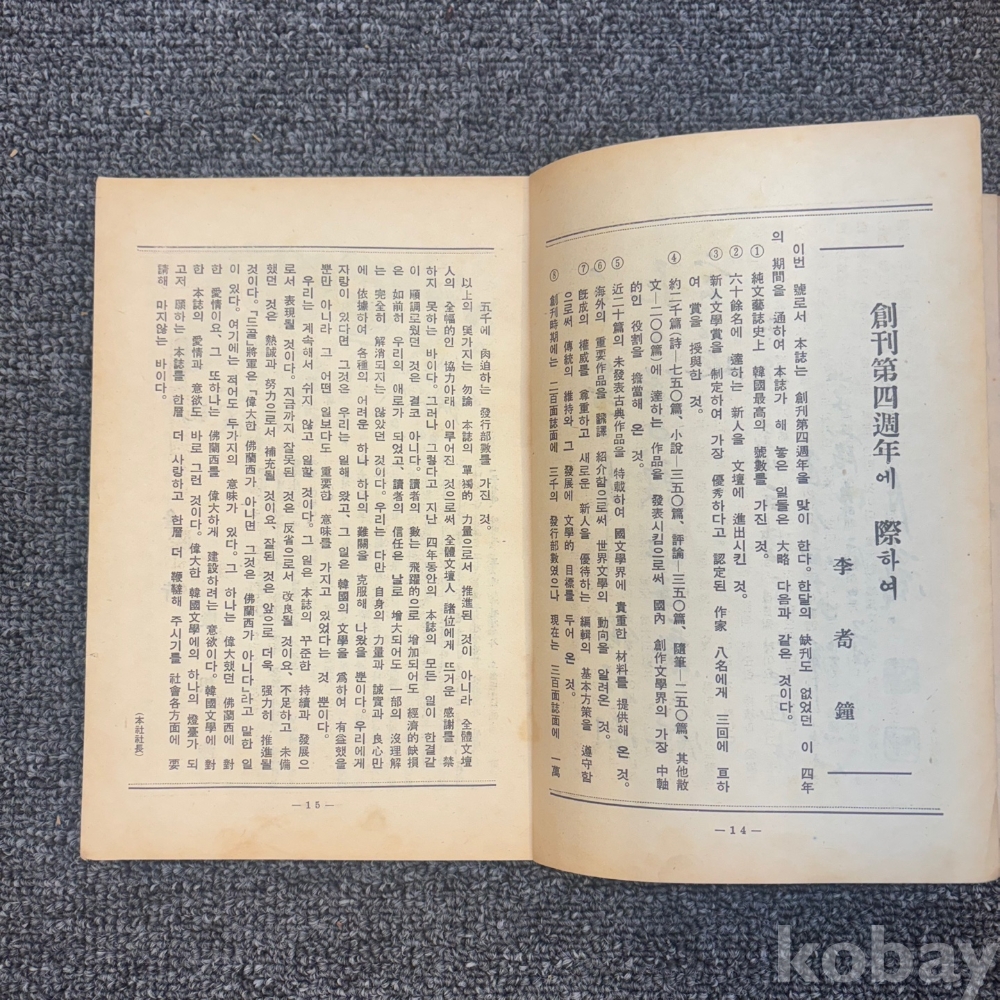 創刊第四週年에 際하여
李耉鐘
이번 號로서 本誌는 創刊第四週年을 맞이 한다. 한달의 缺刊도 없었던 이 四年
의 期間을 通하여 本誌가 해 놓은 일들은 大略 다음과 같은 것이다.
① 純文藝誌史上 韓國最高의 號數를 가진 것.
② 六十餘名에 達하는 新人을 文壇에 進出시킨 것.
③ 新人文學賞을 制定하여 가장 優秀하다고 認定된 作家 八名에게 三回에 亘하
여 賞을 授與한 것.
④ 約二千篇(詩—七五〇篇、小說—三五〇篇、評論—三五〇篇、隨筆—二五〇篇、其他散
文—二〇〇篇)에 達하는 作品을 發表시킴으로써 國內 創作文學界의 가장 中軸
的인 役割을 擔當해 온 것.
⑤ 近二十篇의 未發表古典作品을 特載하여 國文學界에 貴重한 材料를 提供해 온 것.
⑥ 海外의 重要作品을 飜譯 紹介함으로써 世界文學의 動向을 알려온 것.
⑦ 旣成의 權威를 尊重하고 새로운 新人을 優待하는 編輯의 基本方策을 遵守함
으로써 傳統의 維持와 그 發展에 文學的 目標를 두어 온 것.
⑧ 創刊時期에는 二百面誌面에 三千의 發行部數였으나 現在는 三百面誌面에 一萬
—14—
五千에 肉迫하는 發行部數를 가진 것.
以上의 몇가지는 勿論 本誌의 單獨的 力量으로서 推進된 것이 아니라 全體文壇
人의 全幅的인 協力아래 이루어진 것으로써 全體文壇人 諸位에게 뜨거운 感謝를 禁
하지 못하는 바이다. 그러나 그렇다고 지난 四年동안의 本誌의 모든 일이 한결같
이 順調로웠던 것은 결코 아니다. 讀者의 數는 飛躍的으로 增加되어도 經濟的缺損
은 如前히 우리의 애로가 되었고、讀者의 信任은 날로 增大되어도 一部의 沒理解
는 完全히 解消되지는 않았던 것이다. 우리는 다만 自身의 力量과 誠實과 良心만
에 依據하여 各種의 어려운 하나 하나의 難關을 克服해 나왔을 뿐이다. 우리에게
자랑이 있다면 그것은 우리는 일해 왔고、그 일은 韓國의 文學을 爲하여 有益했을
뿐만 아니라 그 어떤 일보다도 重要한 意味를 가지고 있었다는 것 뿐이다.
우리는 계속해서 쉬지 않고 일할 것이다. 그 일은 本誌의 꾸준한 持續과 發展으
로서 表現될 것이다. 지금까지 잘못된 것은 反省으로서 改良될 것이요、不足하고 未備
했던 것은 熱誠과 努力으로서 補充될 것이요、잘된 것은 앞으로 더욱、强力히 推進될
것이다. 「드골」將軍은 「偉大한 佛蘭西가 아니면 그것은 佛蘭西가 아니다」라고 말한 일
이 있다. 여기에는 적어도 두가지의 意味가 있다. 그 하나는 偉大했던 佛蘭西에 對
한 愛情이요、그 또하나는 佛蘭西를 偉大하게 建設하려는 意欲이다. 韓國文學에 對
한 本誌의 愛情과 意欲도 바로 그런 것이다. 偉大한 韓國文學에의 하나의 燈臺가 되
고저 願하는 本誌를 한層 더 사랑하고 한層 더 鞭韃해 주시기를 社會各方面에 要
請해 마지않는 바이다.
(本社社長)
—15—
kobay